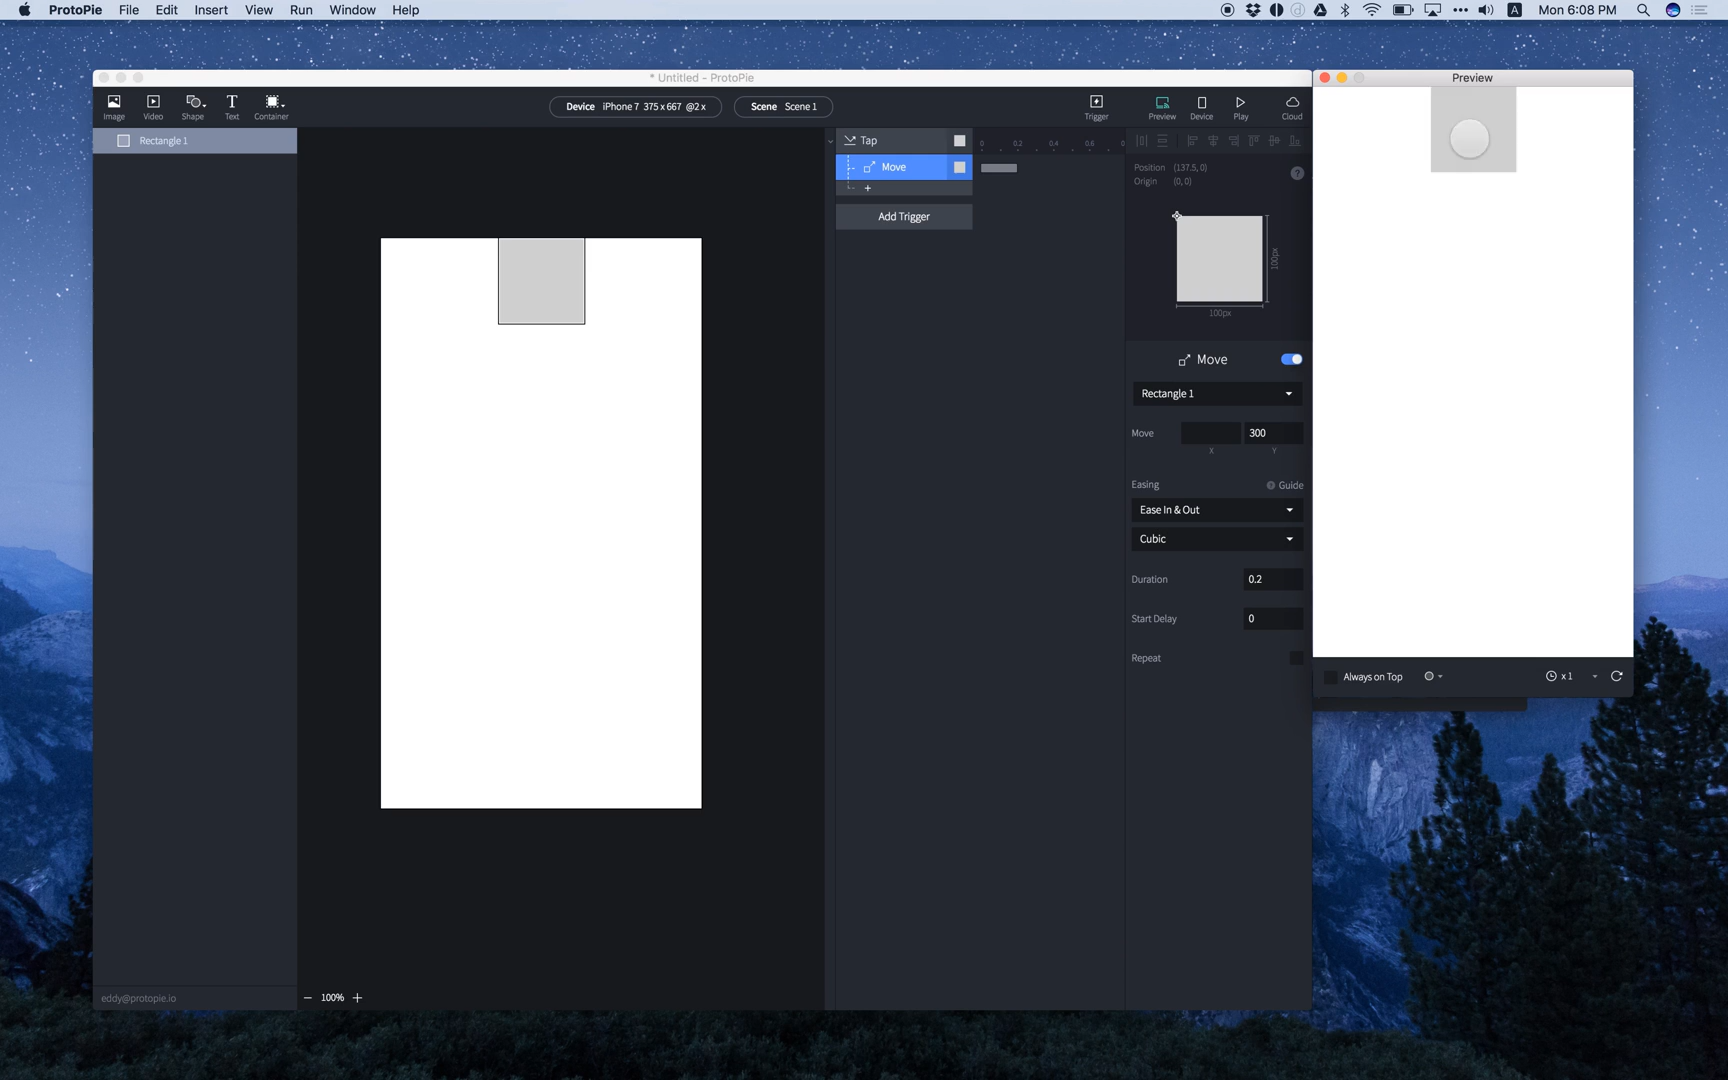 ProtoPie File Edit Insert View Run Window Help
A Mon 6:08 PM
* Untitled - ProtoPie
Preview
Image Video Shape Text Container
Device iPhone 7 375 x 667 @2 x
Scene Scene 1
Trigger Preview Device Play Cloud
Rectangle 1
Tap
0 0.2 0.4 0.6 0
Move
+
Add Trigger
Position (137.5, 0)
Origin (0, 0)
?
100px
100px
Move
Rectangle 1
Move 300
X Y
Easing ? Guide
Ease In & Out
Cubic
Duration 0.2
Start Delay 0
Repeat
Always on Top
x 1
eddy@protopie.io
100%